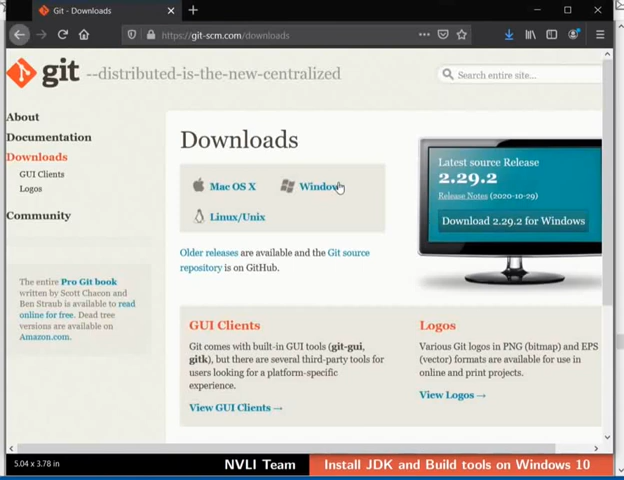 Git - Downloads
https://git-scm.com/downloads
git --distributed-is-the-new-centralized
Search entire site...
About
Documentation
Downloads
GUI Clients
Logos
Community
The entire Pro Git book
written by Scott Chacon and
Ben Straub is available to read
online for free. Dead tree
versions are available on
Amazon.com.
Downloads
Mac OS X
Windows
Linux/Unix
Older releases are available and the Git source
repository is on GitHub.
Latest source Release
2.29.2
Release Notes (2020-10-29)
Download 2.29.2 for Windows
GUI Clients
Git comes with built-in GUI tools (git-gui,
gitk), but there are several third-party tools for
users looking for a platform-specific
experience.
View GUI Clients →
Logos
Various Git logos in PNG (bitmap) and EPS
(vector) formats are available for use in
online and print projects.
View Logos →
5.04 x 3.78 in
NVLI Team
Install JDK and Build tools on Windows 10